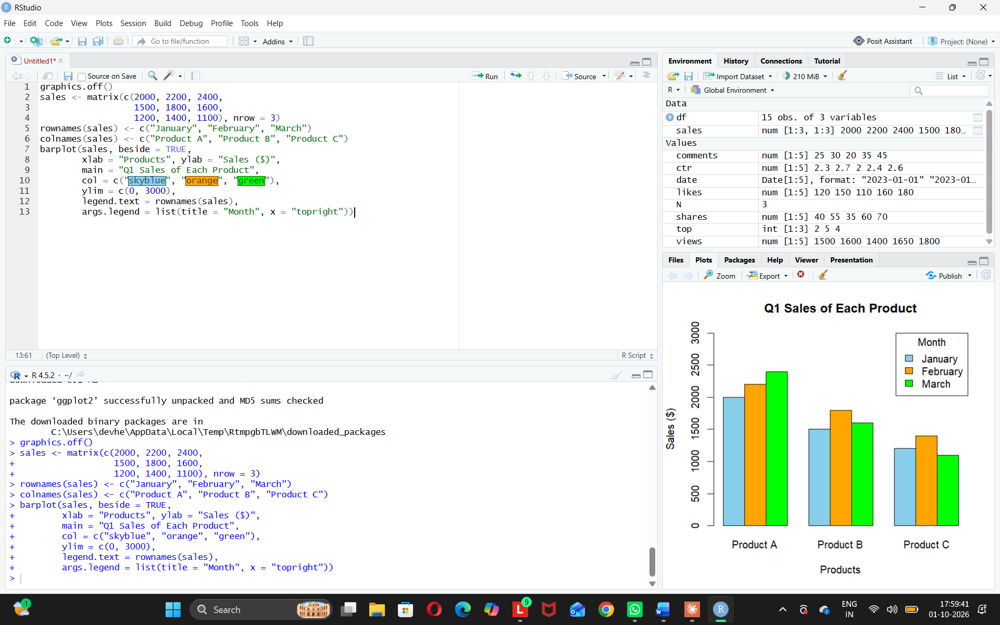 RStudio
File Edit Code View Plots Session Build Debug Profile Tools Help
Go to file/function Addins Posit Assistant Project: (None)
Untitled1*
Source on Save Run Source
1 graphics.off()
2 sales <- matrix(c(2000, 2200, 2400,
3 1500, 1800, 1600,
4 1200, 1400, 1100), nrow = 3)
5 rownames(sales) <- c("January", "February", "March")
6 colnames(sales) <- c("Product A", "Product B", "Product C")
7 barplot(sales, beside = TRUE,
8 xlab = "Products", ylab = "Sales ($)",
9 main = "Q1 Sales of Each Product",
10 col = c("skyblue", "orange", "green"),
11 ylim = c(0, 3000),
12 legend.text = rownames(sales),
13 args.legend = list(title = "Month", x = "topright"))
13:61 (Top Level) R Script
R 4.5.2 · ~/
package ‘ggplot2’ successfully unpacked and MD5 sums checked
The downloaded binary packages are in
C:\Users\devhe\AppData\Local\Temp\RtmpgbTLWM\downloaded_packages
> graphics.off()
> sales <- matrix(c(2000, 2200, 2400,
+ 1500, 1800, 1600,
+ 1200, 1400, 1100), nrow = 3)
> rownames(sales) <- c("January", "February", "March")
> colnames(sales) <- c("Product A", "Product B", "Product C")
> barplot(sales, beside = TRUE,
+ xlab = "Products", ylab = "Sales ($)",
+ main = "Q1 Sales of Each Product",
+ col = c("skyblue", "orange", "green"),
+ ylim = c(0, 3000),
+ legend.text = rownames(sales),
+ args.legend = list(title = "Month", x = "topright"))
>
Environment History Connections Tutorial
Import Dataset 210 MiB List
R Global Environment
Data
df 15 obs. of 3 variables
sales num [1:3, 1:3] 2000 2200 2400 1500 180...
Values
comments num [1:5] 25 30 20 35 45
ctr num [1:5] 2.3 2.7 2 2.4 2.6
date Date[1:5], format: "2023-01-01" "2023-01...
likes num [1:5] 120 150 110 160 180
N 3
shares num [1:5] 40 55 35 60 70
top int [1:3] 2 5 4
views num [1:5] 1500 1600 1400 1650 1800
Files Plots Packages Help Viewer Presentation
Zoom Export Publish
Q1 Sales of Each Product
Sales ($)
3000
2500
2000
1500
1000
500
0
Month
January
February
March
Product A Product B Product C
Products
1
Search
9
ENG
IN
17:59:41
01-10-2026